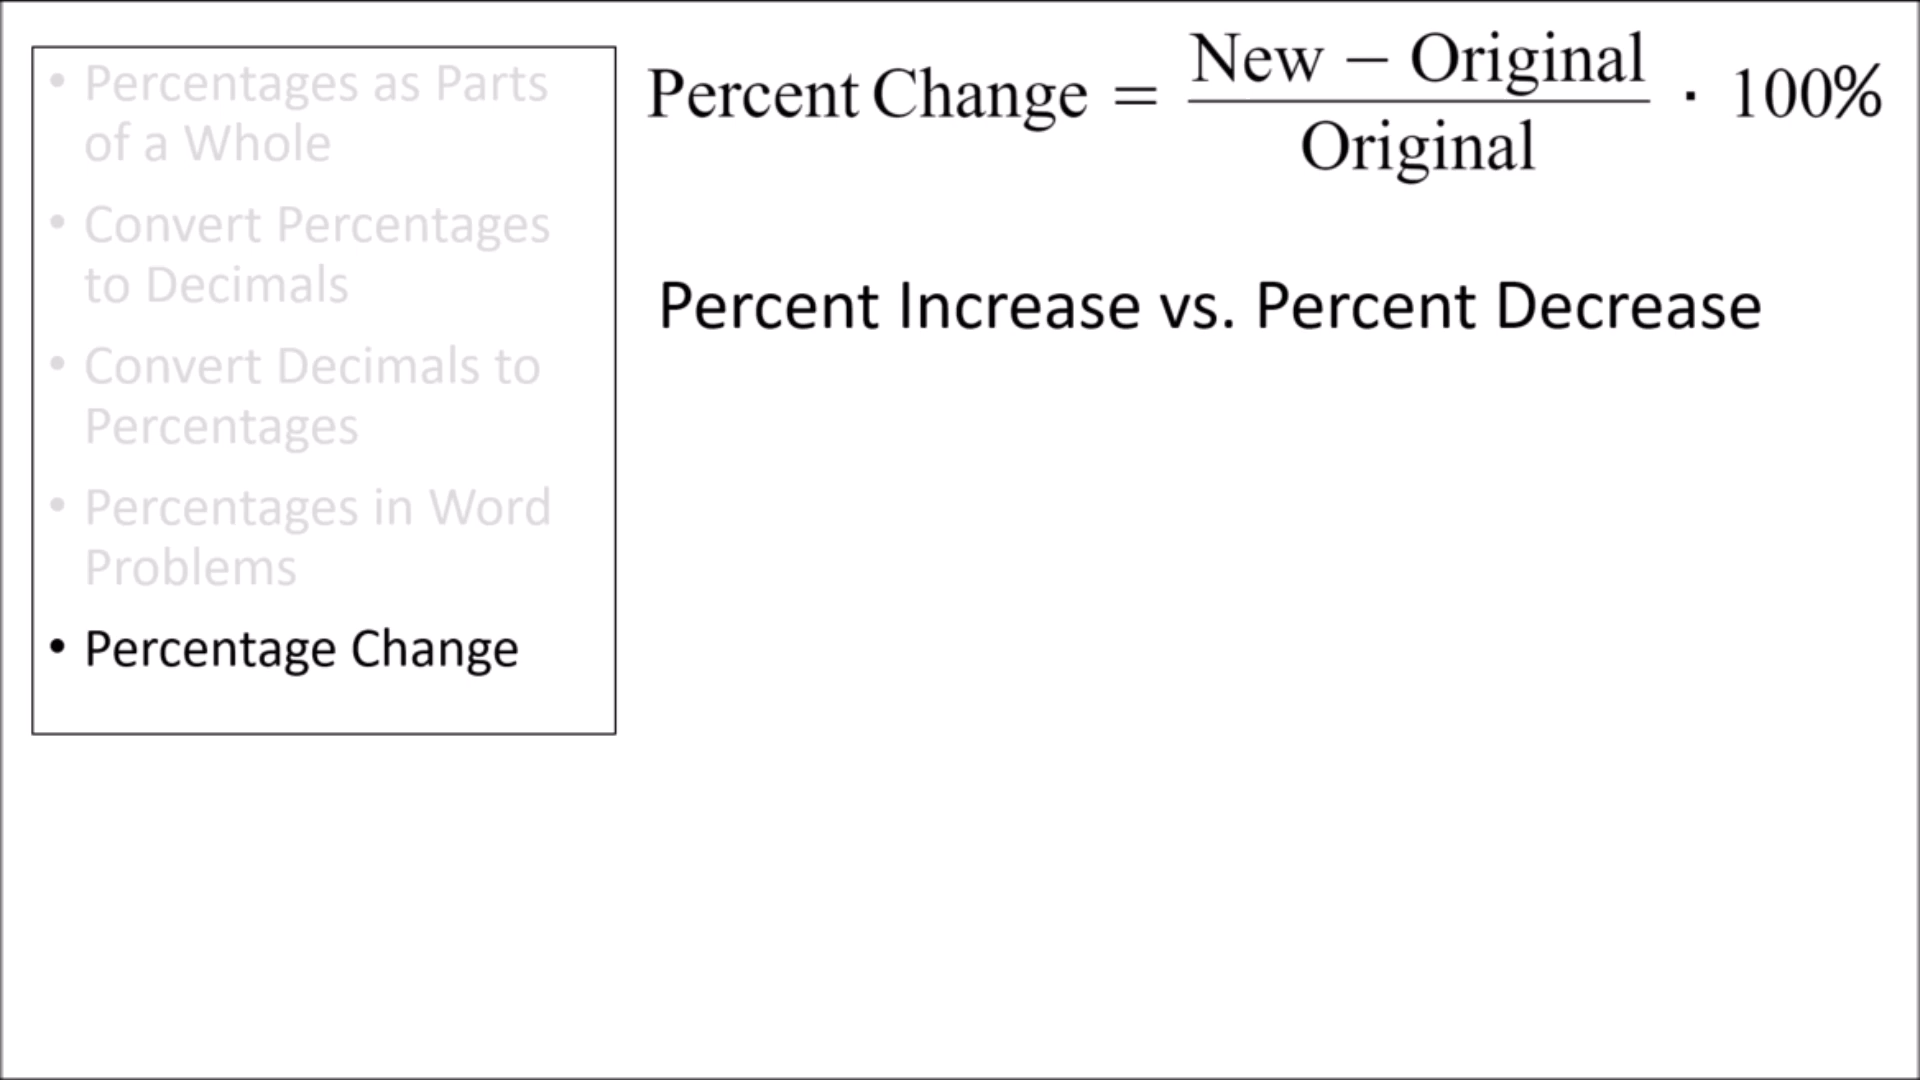 • Percentages as Parts
of a Whole
• Convert Percentages
to Decimals
• Convert Decimals to
Percentages
• Percentages in Word
Problems
• Percentage Change
New − Original
Percent Change = ⋅ 100%
Original
Percent Increase vs. Percent Decrease